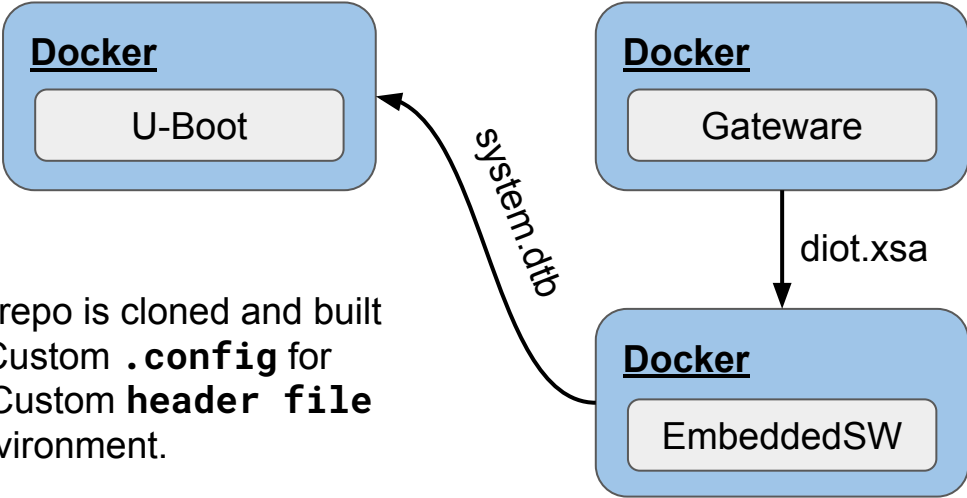 Docker
U-Boot
Docker
Gateware
system.dtb
diot.xsa
repo is cloned and built
Custom .config for
Custom header file
vironment.
Docker
EmbeddedSW